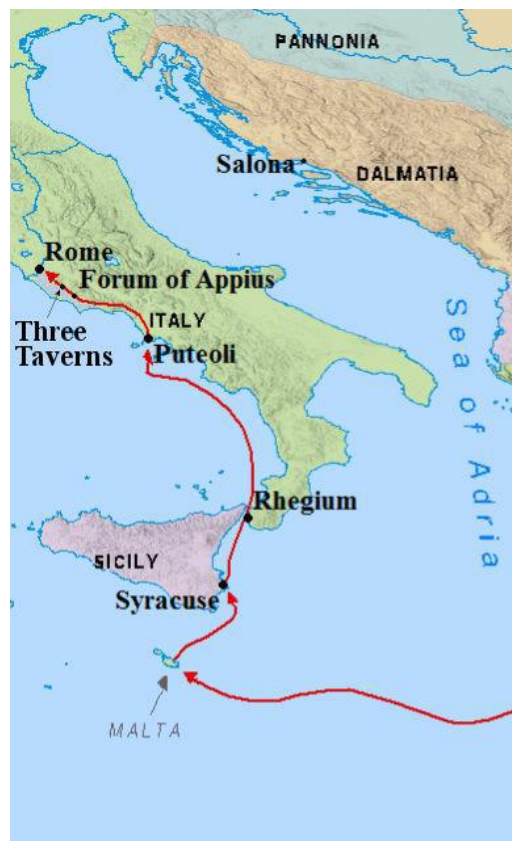 PANNONIA
Salona
DALMATIA
Rome
Forum of Appius
Three
Taverns
ITALY
Puteoli
Sea of Adria
Rhegium
SICILY
Syracuse
MALTA